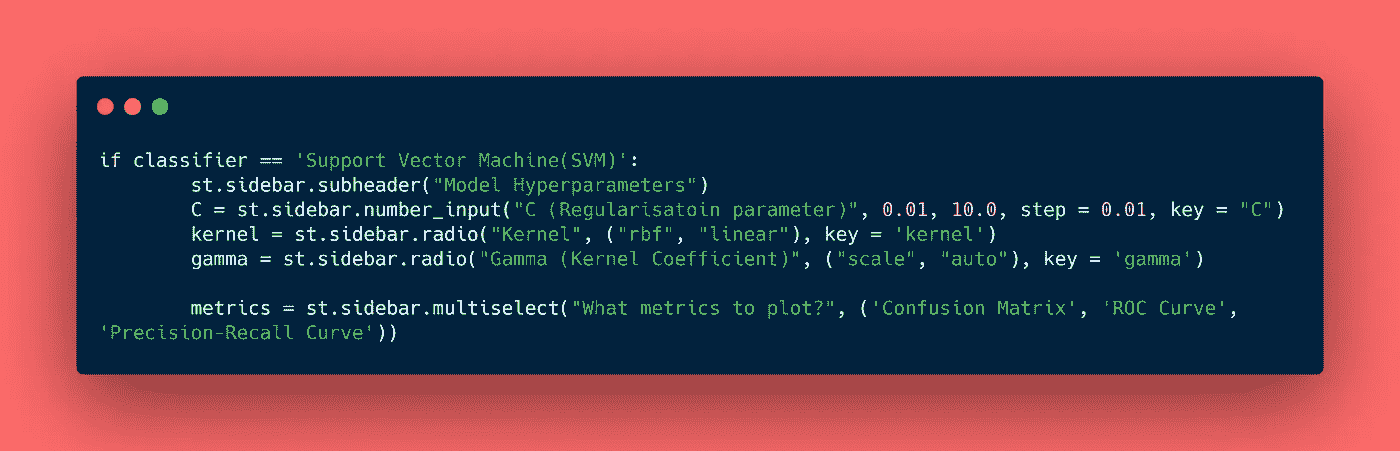 if classifier == 'Support Vector Machine(SVM)':
        st.sidebar.subheader("Model Hyperparameters")
        C = st.sidebar.number_input("C (Regularisatoin parameter)", 0.01, 10.0, step = 0.01, key = "C")
        kernel = st.sidebar.radio("Kernel", ("rbf", "linear"), key = 'kernel')
        gamma = st.sidebar.radio("Gamma (Kernel Coefficient)", ("scale", "auto"), key = 'gamma')

        metrics = st.sidebar.multiselect("What metrics to plot?", ('Confusion Matrix', 'ROC Curve',
'Precision-Recall Curve'))